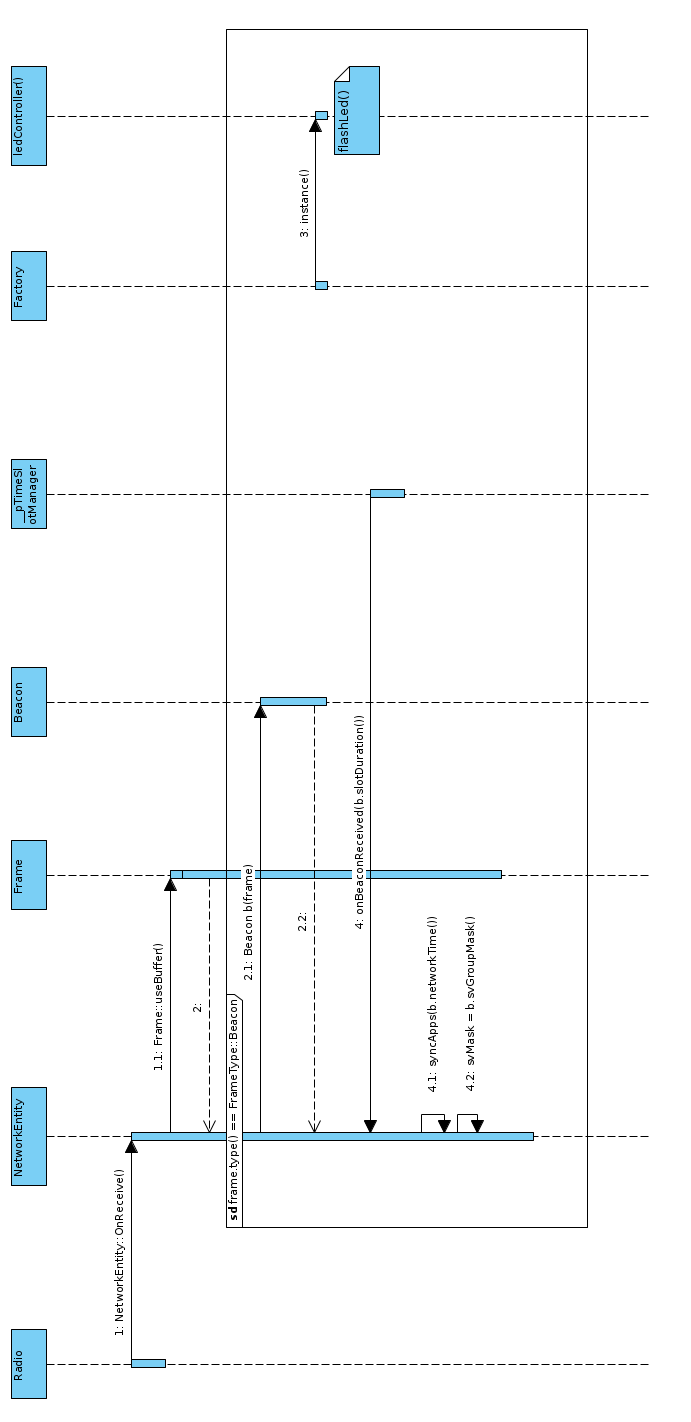 Radio
NetworkEntity
Frame
Beacon
__pTimeSl
otManager
Factory
ledController()
1: NetworkEntity::OnReceive()
1.1: Frame::useBuffer()
2:
sd frame.type() == FrameType::Beacon
2.1: Beacon b(frame)
2.2:
3: instance()
flashLed()
4: onBeaconReceived(b.slotDuration())
4.1: syncApps(b.networkTime())
4.2: svMask = b.svGroupMask()